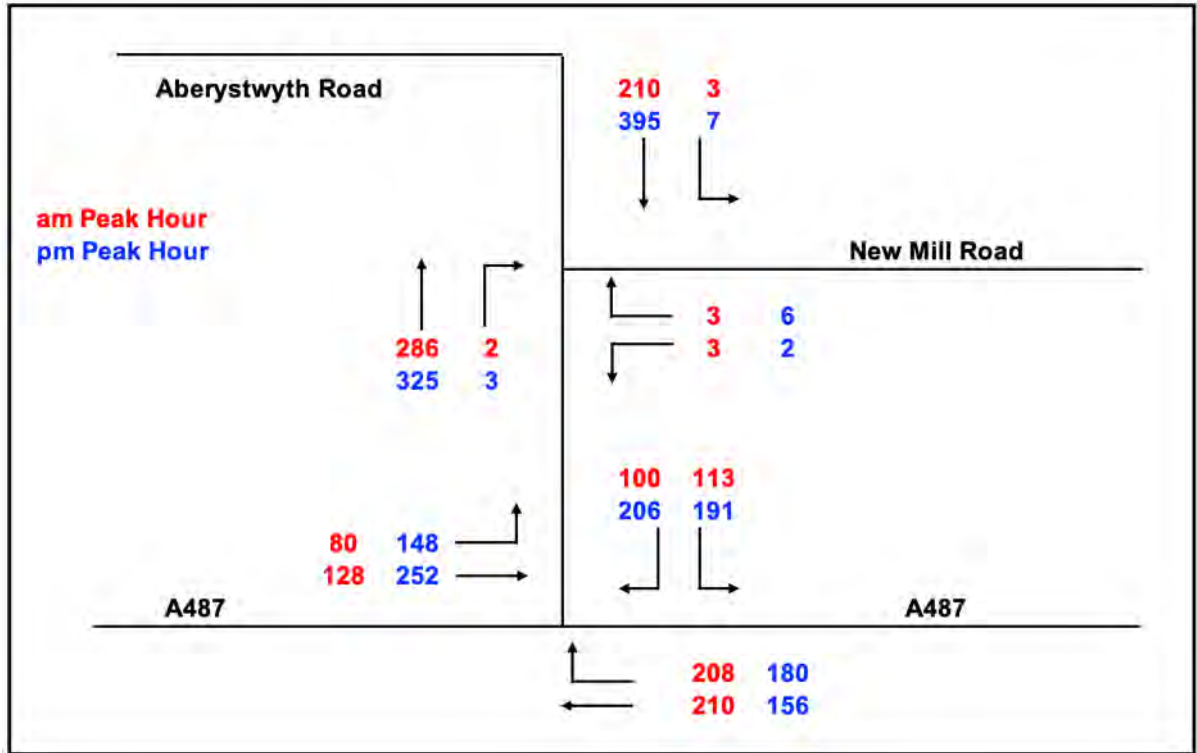 210 3
Aberystwyth Road
395 7
am Peak Hour
pm Peak Hour
New Mill Road
3 6
286 2
3 2
325 3
100 113
206 191
80 148
128 252
A487
A487
208 180
210 156